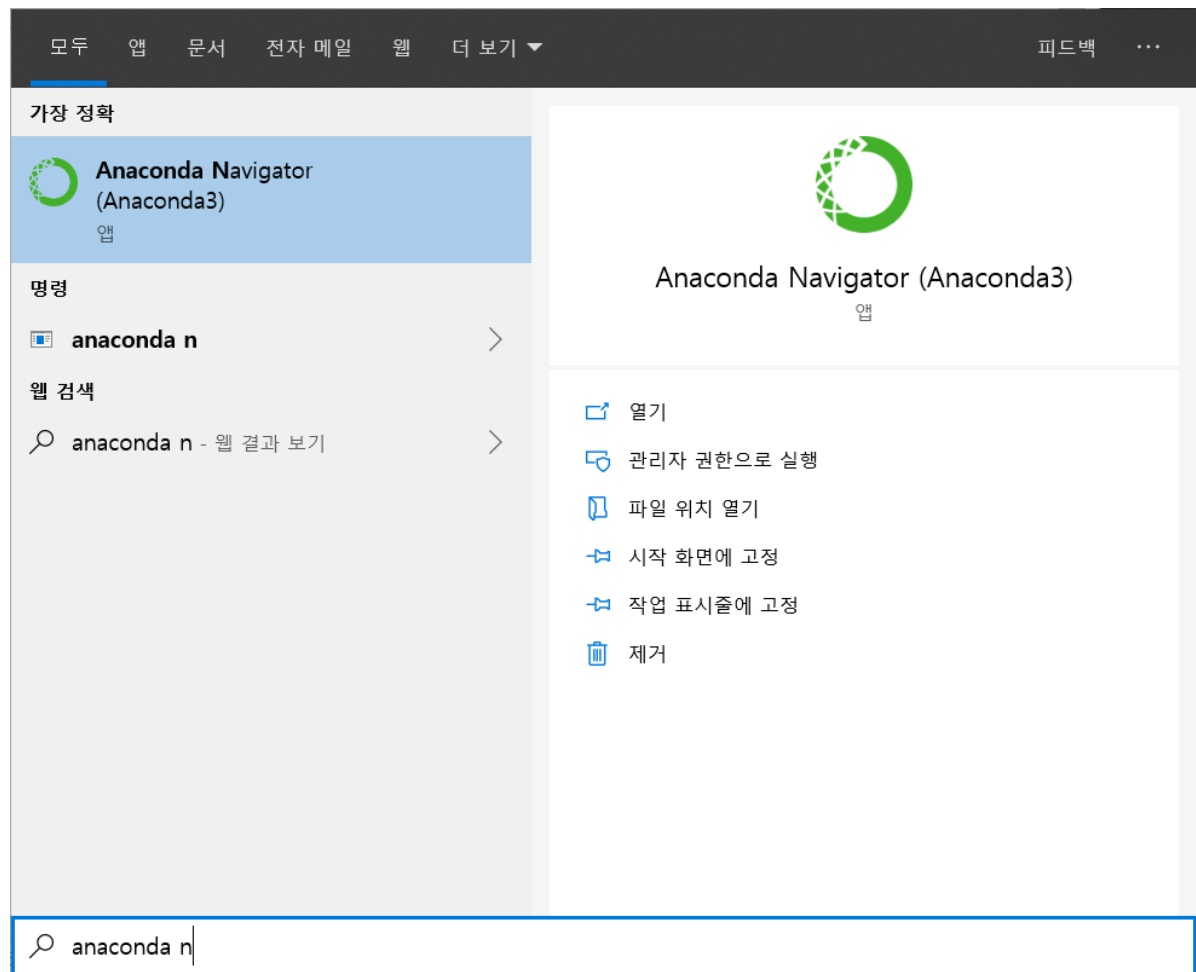 모두 앱 문서 전자 메일 웹 더 보기 피드백 ···
가장 정확
Anaconda Navigator
(Anaconda3)
앱
명령
anaconda n
웹 검색
anaconda n - 웹 결과 보기
Anaconda Navigator (Anaconda3)
앱
열기
관리자 권한으로 실행
파일 위치 열기
시작 화면에 고정
작업 표시줄에 고정
제거
anaconda n